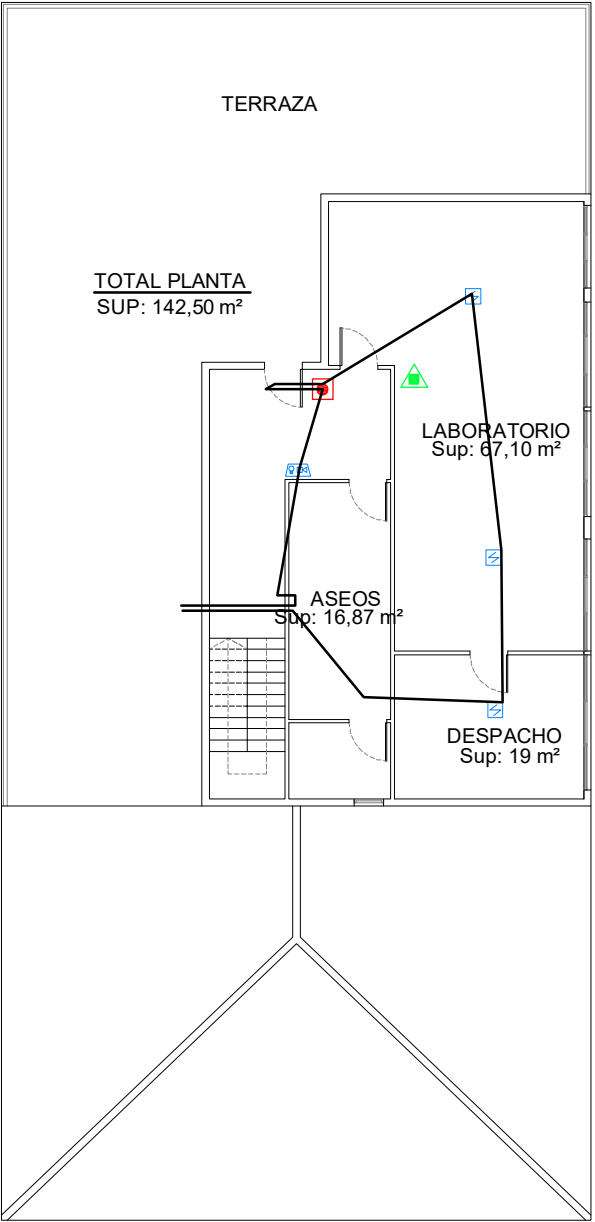 TERRAZA
TOTAL PLANTA
SUP: 142,50 m²
LABORATORIO
Sup: 67,10 m²
ASEOS
Sup: 16,87 m²
DESPACHO
Sup: 19 m²